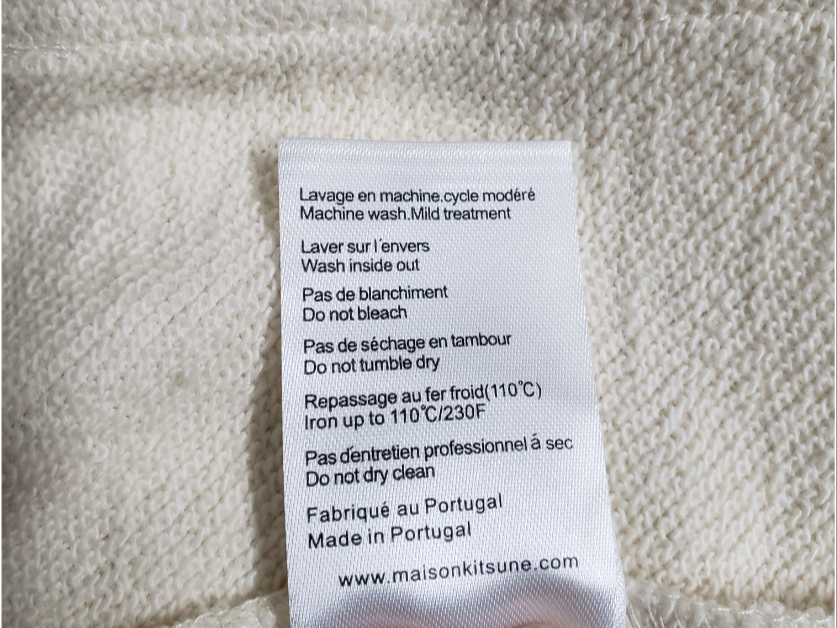 Lavage en machine.cycle modéré
Machine wash.Mild treatment
Laver sur l'envers
Wash inside out
Pas de blanchiment
Do not bleach
Pas de séchage en tambour
Do not tumble dry
Repassage au fer froid(110°C)
Iron up to 110°C/230F
Pas d'entretien professionnel á sec
Do not dry clean
Fabriqué au Portugal
Made in Portugal
www.maisonkitsune.com